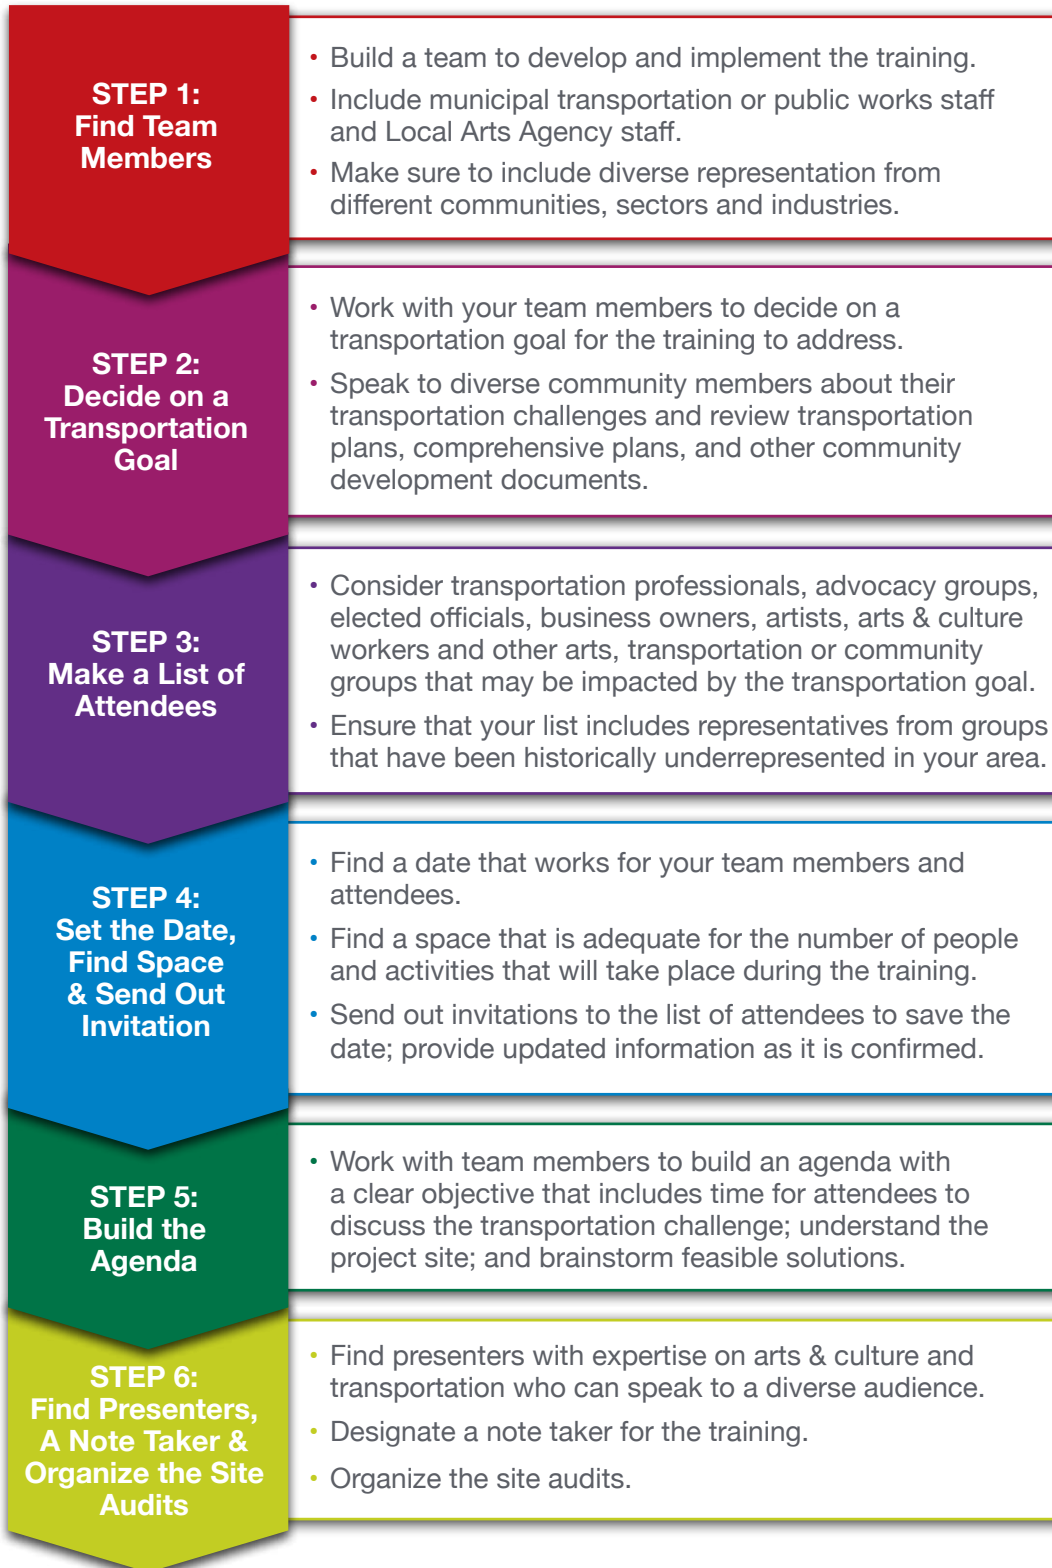 STEP 1:
Find Team
Members
• Build a team to develop and implement the training.
• Include municipal transportation or public works staff
and Local Arts Agency staff.
• Make sure to include diverse representation from
different communities, sectors and industries.
STEP 2:
Decide on a
Transportation
Goal
• Work with your team members to decide on a
transportation goal for the training to address.
• Speak to diverse community members about their
transportation challenges and review transportation
plans, comprehensive plans, and other community
development documents.
STEP 3:
Make a List of
Attendees
• Consider transportation professionals, advocacy groups,
elected officials, business owners, artists, arts & culture
workers and other arts, transportation or community
groups that may be impacted by the transportation goal.
• Ensure that your list includes representatives from groups
that have been historically underrepresented in your area.
STEP 4:
Set the Date,
Find Space
& Send Out
Invitation
• Find a date that works for your team members and
attendees.
• Find a space that is adequate for the number of people
and activities that will take place during the training.
• Send out invitations to the list of attendees to save the
date; provide updated information as it is confirmed.
STEP 5:
Build the
Agenda
• Work with team members to build an agenda with
a clear objective that includes time for attendees to
discuss the transportation challenge; understand the
project site; and brainstorm feasible solutions.
STEP 6:
Find Presenters,
A Note Taker &
Organize the Site
Audits
• Find presenters with expertise on arts & culture and
transportation who can speak to a diverse audience.
• Designate a note taker for the training.
• Organize the site audits.